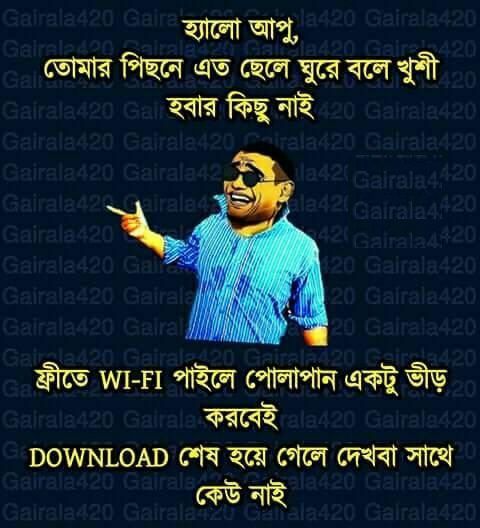 হ্যালো আপু,
তোমার পিছনে এত ছেলে ঘুরে বলে খুশী
হবার কিছু নাই
ফ্রীতে WI-FI পাইলে পোলাপান একটু ভীড়
করবেই
DOWNLOAD শেষ হয়ে গেলে দেখবা সাথে
কেউ নাই
Gairala420